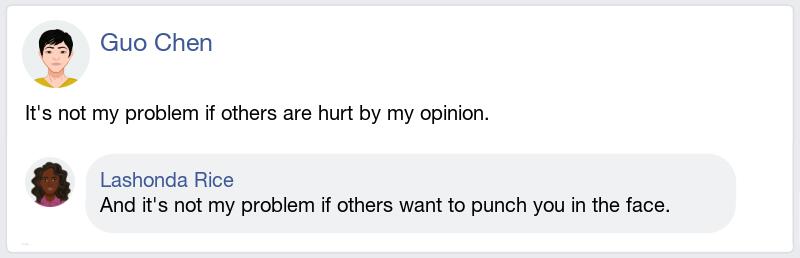 Guo Chen
It's not my problem if others are hurt by my opinion.
Lashonda Rice
And it's not my problem if others want to punch you in the face.